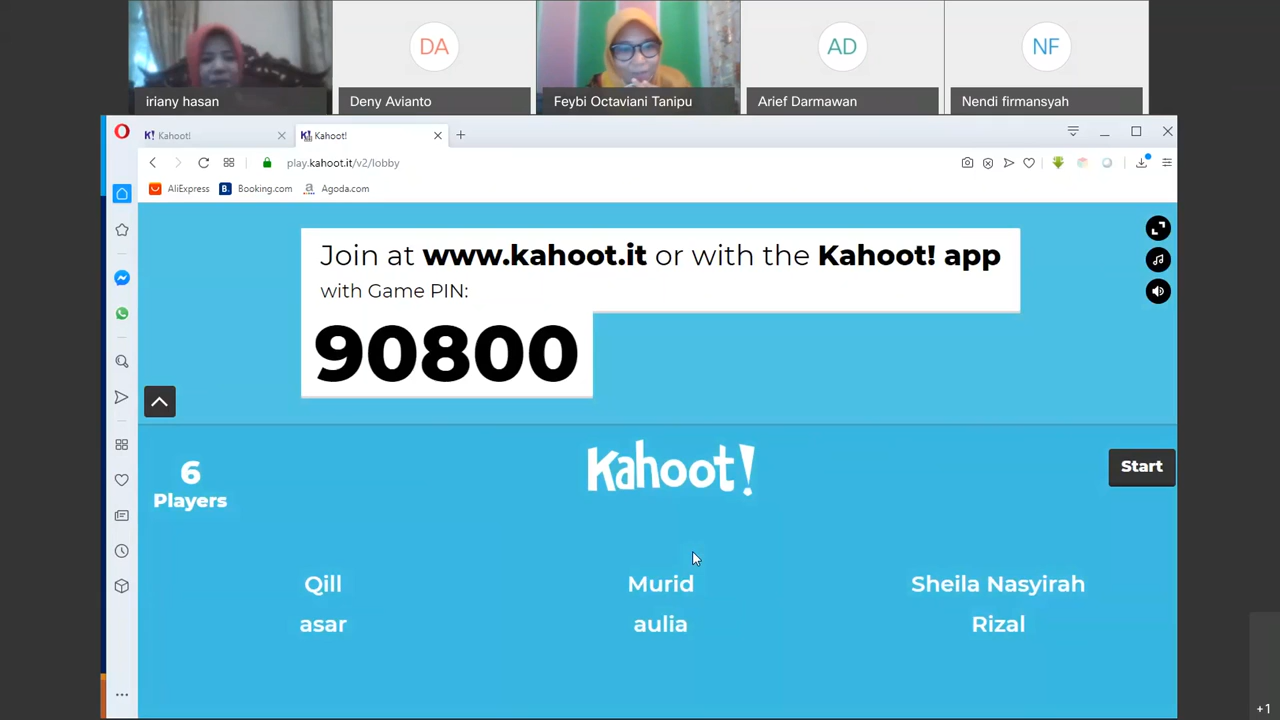 DA
AD
NF
iriany hasan
Deny Avianto
Feybi Octaviani Tanipu
Arief Darmawan
Nendi firmansyah
K! Kahoot!
K! Kahoot!
play.kahoot.it/v2/lobby
AliExpress
B. Booking.com
a Agoda.com
Join at www.kahoot.it or with the Kahoot! app
with Game PIN:
90800
Kahoot!
Start
6
Players
Qill
Murid
Sheila Nasyirah
asar
aulia
Rizal
+1